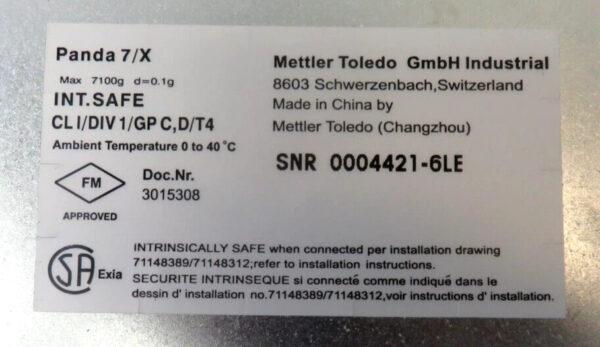 Panda 7/X
Max 7100g d=0.1g
INT.SAFE
CL I/DIV 1/GP C,D/T4
Ambient Temperature 0 to 40 °C
FM
APPROVED
Doc.Nr.
3015308
Mettler Toledo GmbH Industrial
8603 Schwerzenbach,Switzerland
Made in China by
Mettler Toledo (Changzhou)
SNR 0004421-6LE
SA Exia
INTRINSICALLY SAFE when connected per installation drawing
71148389/71148312;refer to installation instructions.
SECURITE INTRINSEQUE si connecté comme indiqué dans le
dessin d' installation no.71148389/71148312,voir instructions d' installation.